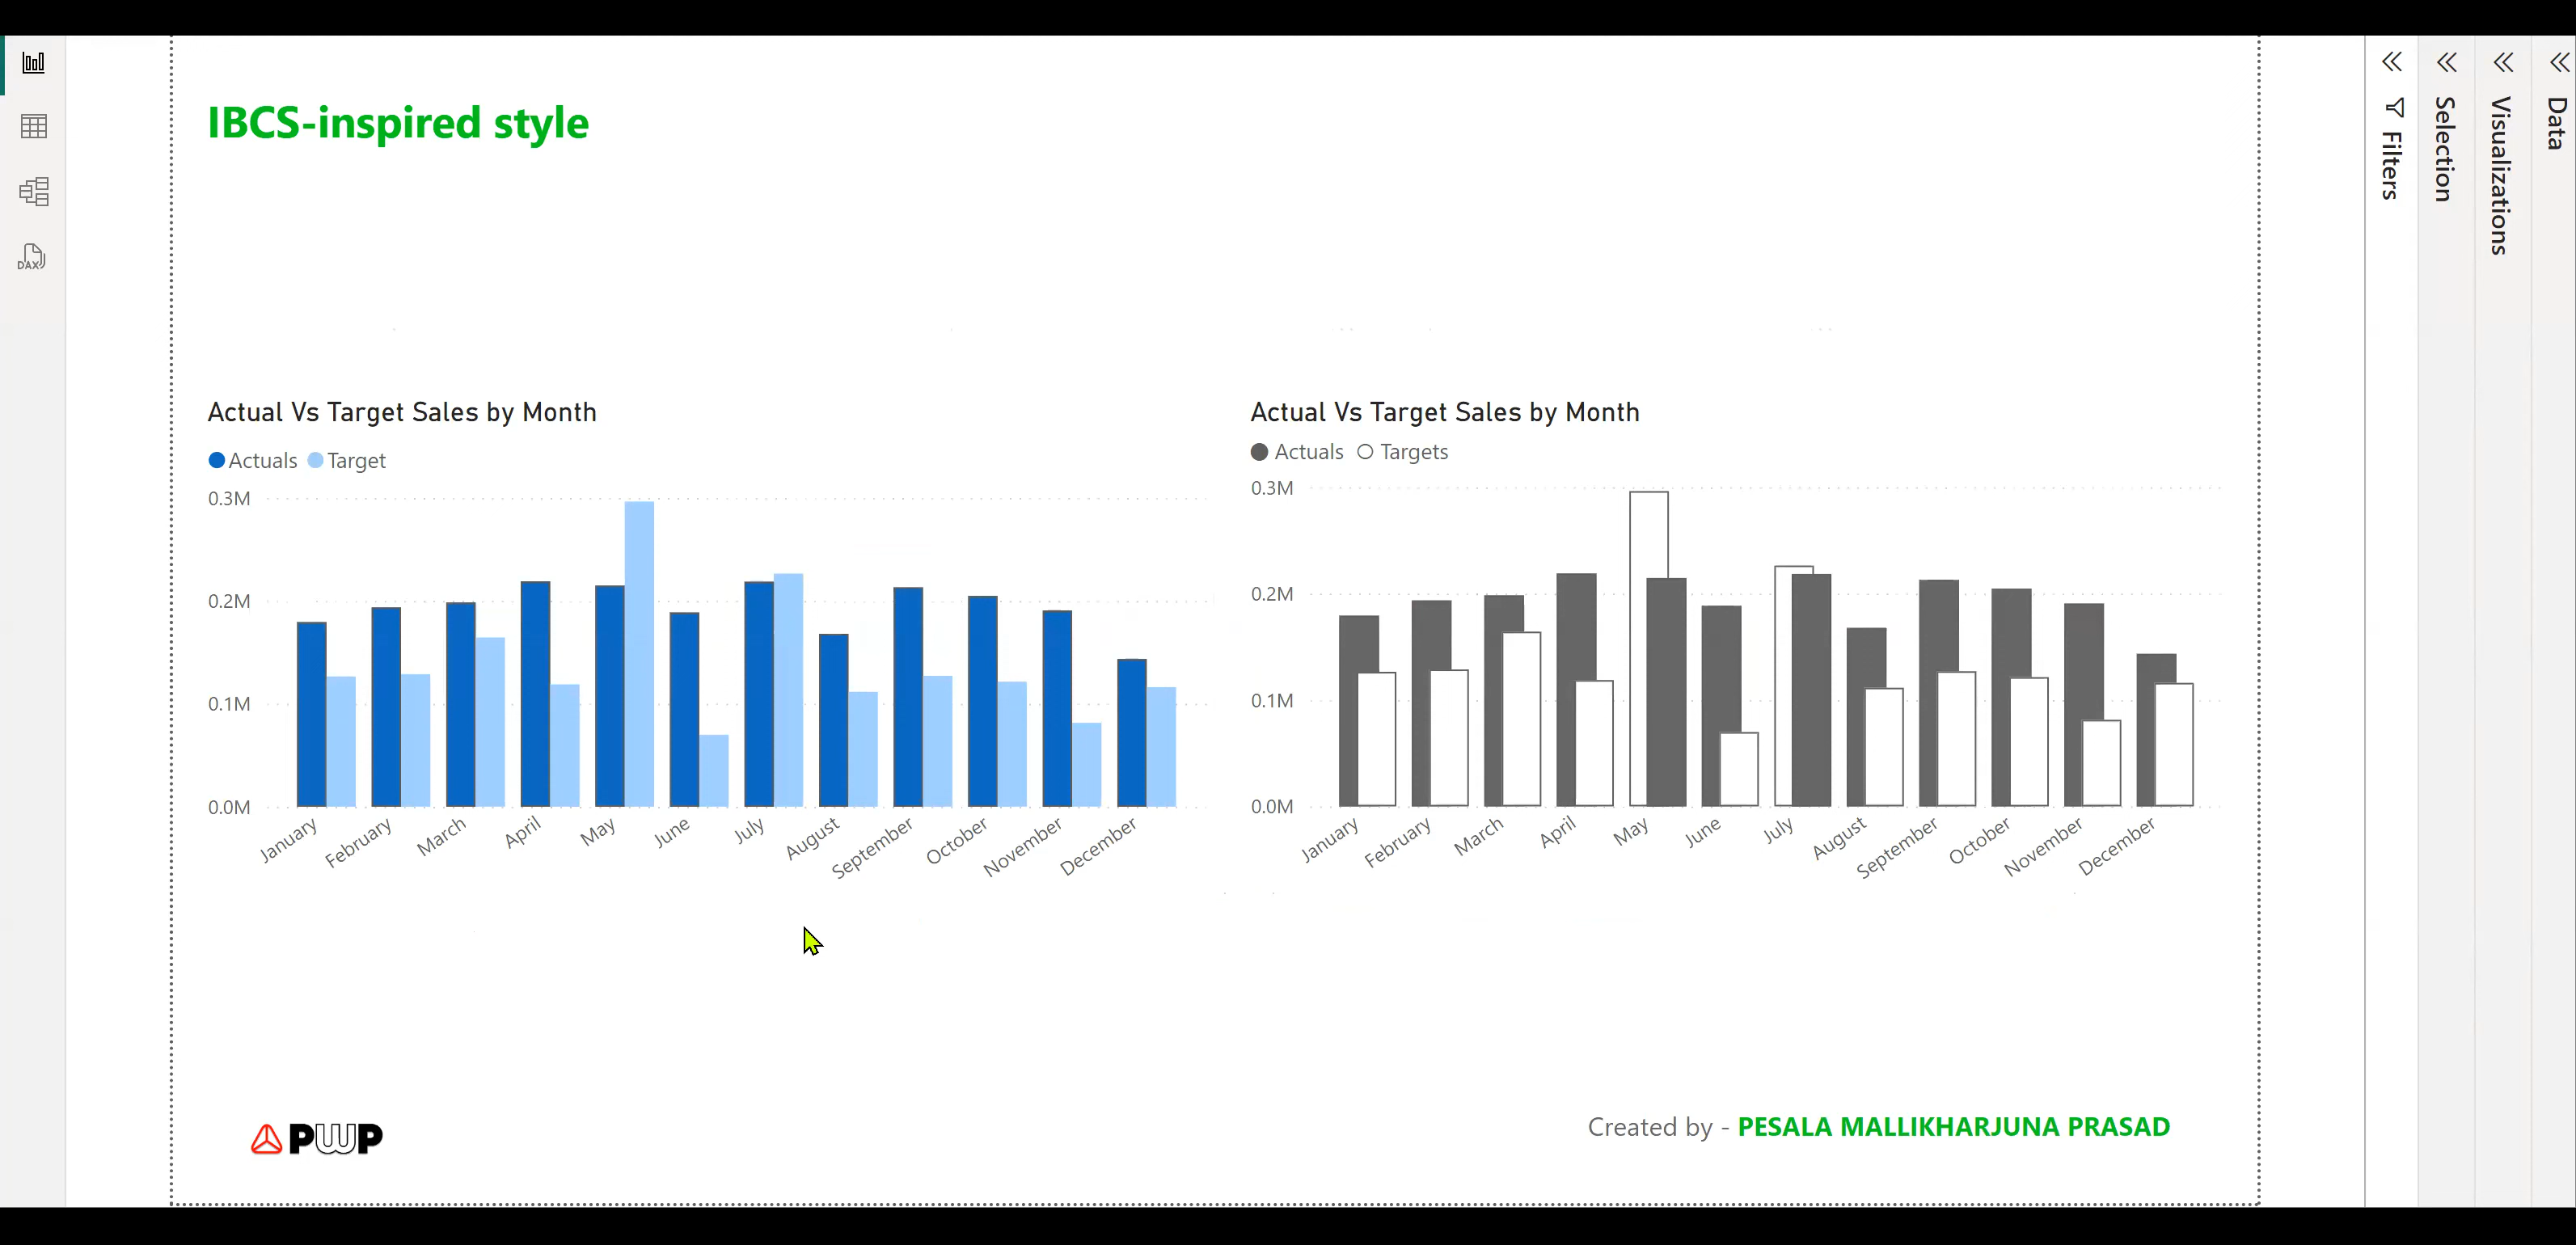 IBCS-inspired style
Actual Vs Target Sales by Month
Actuals Target
0.3M
0.2M
0.1M
0.0M
January February March April May June July August September October November December
Actual Vs Target Sales by Month
Actuals Targets
0.3M
0.2M
0.1M
0.0M
January February March April May June July August September October November December
PWP
Created by - PESALA MALLIKHARJUNA PRASAD
DAX
Filters
Selection
Visualizations
Data